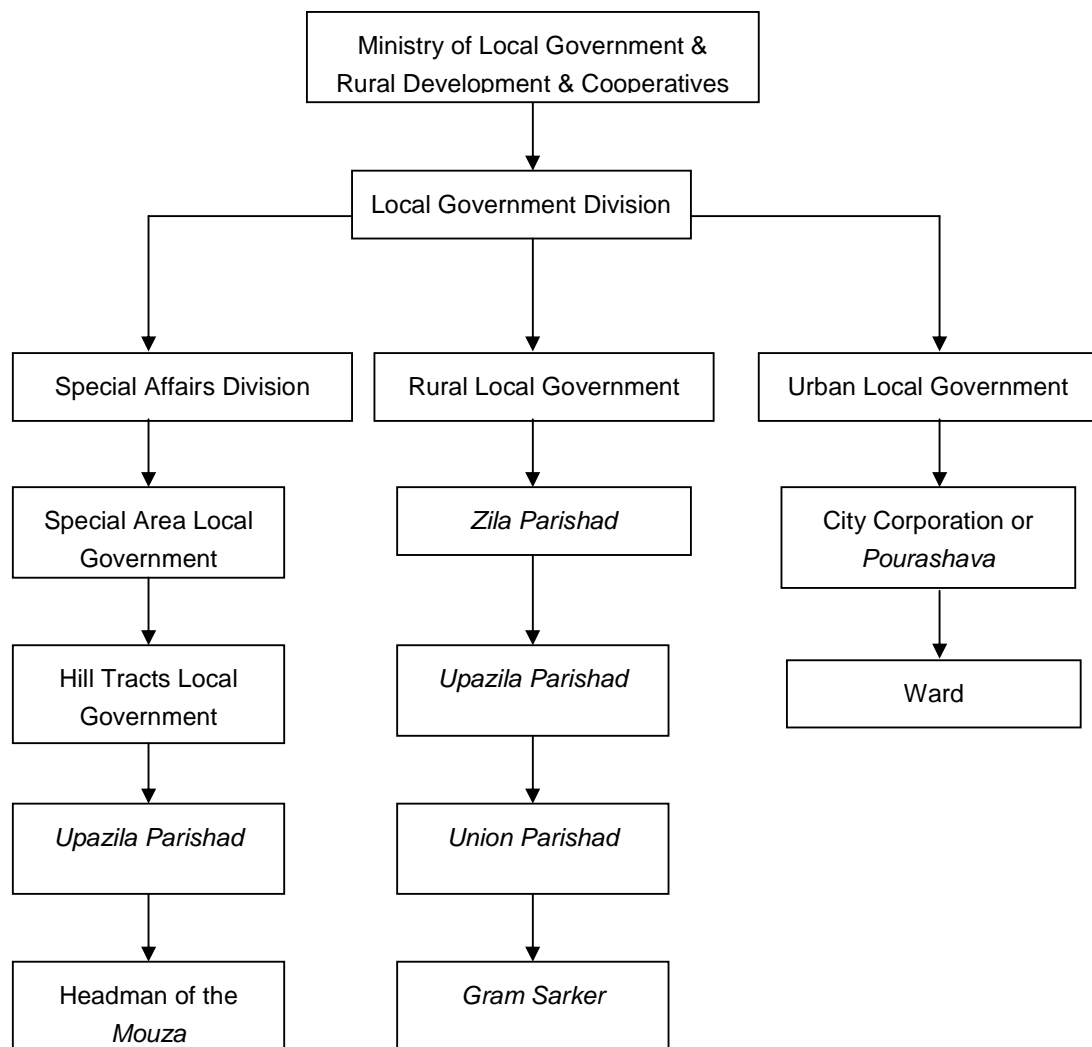 Ministry of Local Government &
Rural Development & Cooperatives
Local Government Division
Special Affairs Division
Rural Local Government
Urban Local Government
Special Area Local
Government
Zila Parishad
City Corporation or
Pourashava
Hill Tracts Local
Government
Upazila Parishad
Ward
Upazila Parishad
Union Parishad
Headman of the
Mouza
Gram Sarker